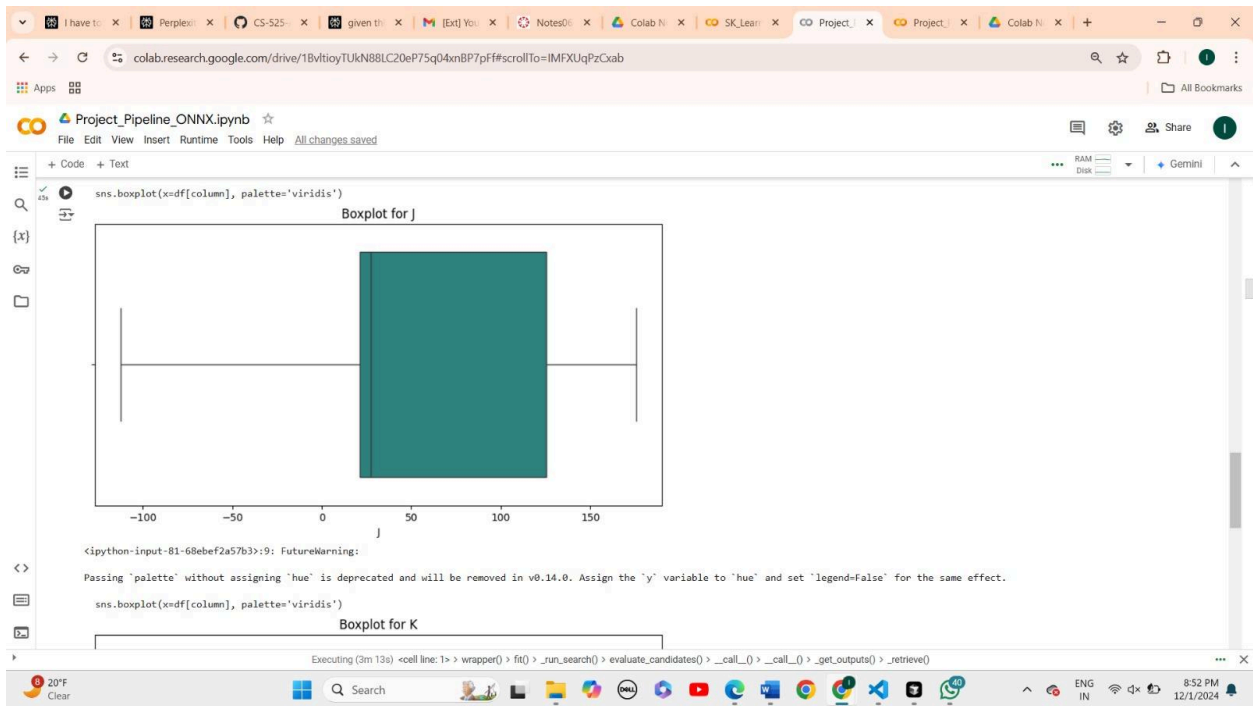 I have to
Perplexi
CS-525-
given th
[Ext] You
Notes06
Colab N
SK_Learn
Project_
Project_
Colab N
colab.research.google.com/drive/1BvltioyTUkN88LC20eP75q04xnBP7pFf#scrollTo=IMFXUqPzCxab
Apps
All Bookmarks
Project_Pipeline_ONNX.ipynb
File Edit View Insert Runtime Tools Help All changes saved
Share
+ Code + Text
RAM
Disk
Gemini
45s
sns.boxplot(x=df[column], palette='viridis')
Boxplot for J
{x}
−100 −50 0 50 100 150
J
<ipython-input-81-68ebef2a57b3>:9: FutureWarning:
Passing `palette` without assigning `hue` is deprecated and will be removed in v0.14.0. Assign the `y` variable to `hue` and set `legend=False` for the same effect.
sns.boxplot(x=df[column], palette='viridis')
Boxplot for K
Executing (3m 13s) <cell line: 1> > wrapper() > fit() > _run_search() > evaluate_candidates() > __call__() > __call__() > _get_outputs() > _retrieve()
8
20°F
Clear
Search
DELL
40
ENG
IN
8:52 PM
12/1/2024